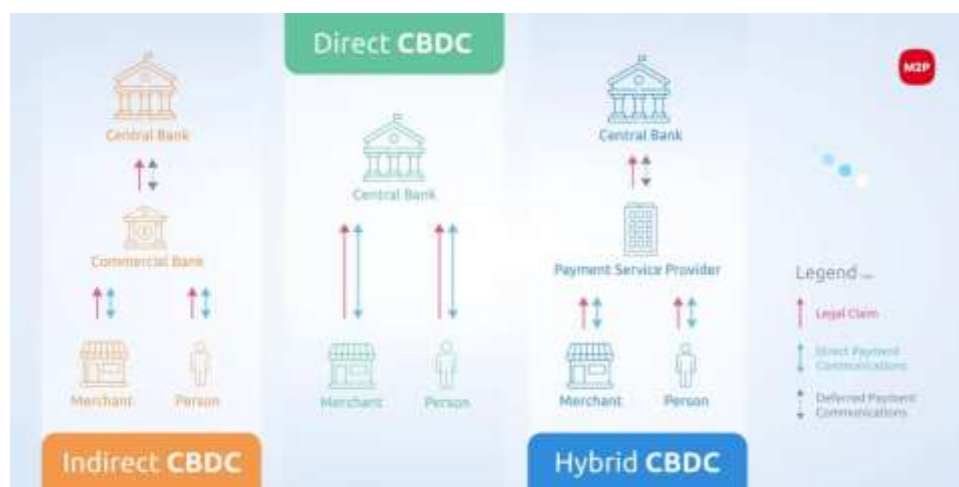 Direct CBDC
M2P
Central Bank
Commercial Bank
Merchant
Person
Indirect CBDC
Central Bank
Merchant
Person
Central Bank
Payment Service Provider
Merchant
Person
Hybrid CBDC
Legend
Legal Claim
Direct Payment
Communications
Deferred Payment
Communications